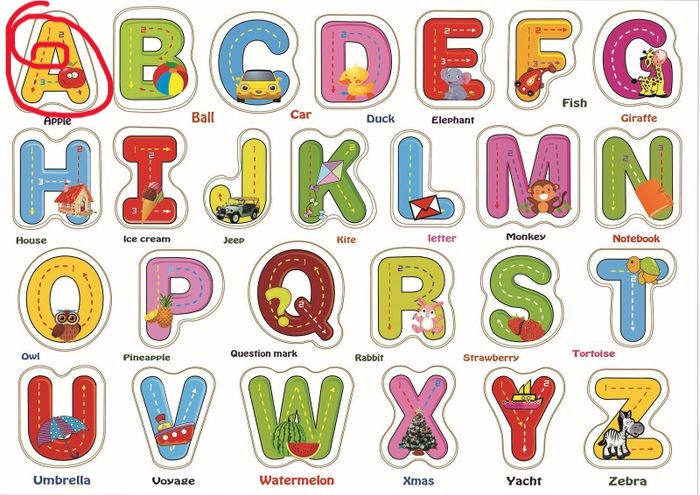 A B C D E F G
Apple Ball Car Duck Elephant Fish Giraffe
H I J K L M N
House Ice cream Jeep Kite letter Monkey Notebook
O P Q R S T
Owl Pineapple Question mark Rabbit Strawberry Tortoise
U V W X Y Z
Umbrella Voyage Watermelon Xmas Yacht Zebra